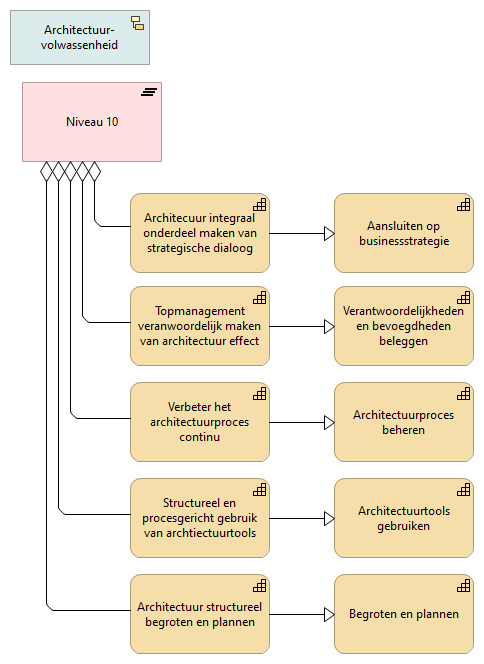 Architectuur-
volwassenheid
Niveau 10
Architecuur integraal
onderdeel maken van
strategische dialoog
Aansluiten op
businessstrategie
Topmanagement
veranwoordelijk maken
van architectuur effect
Verantwoordelijkheden
en bevoegdheden
beleggen
Verbeter het
architectuurproces
continu
Architectuurproces
beheren
Structureel en
procesgericht gebruik
van archtiectuurtools
Architectuurtools
gebruiken
Architectuur structureel
begroten en plannen
Begroten en plannen